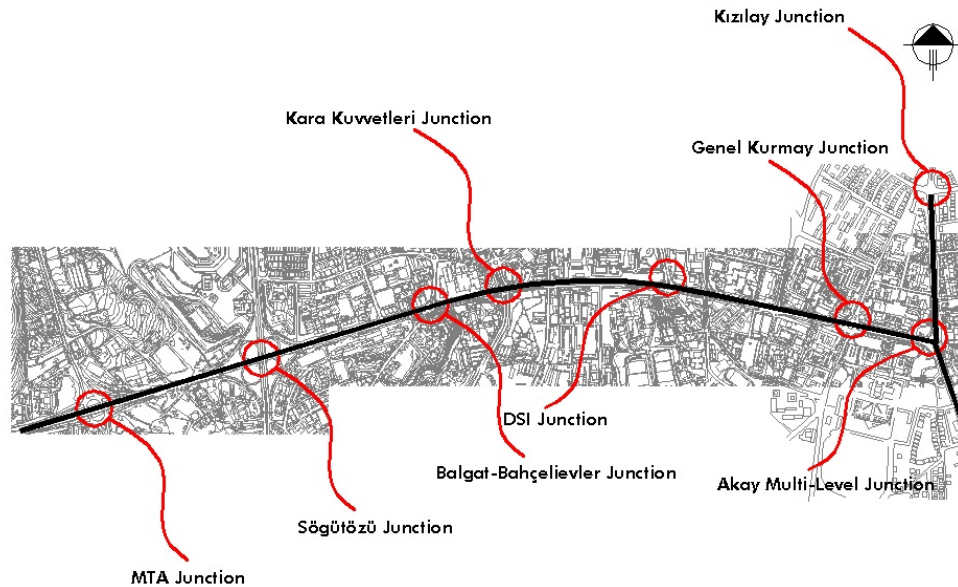 Kızılay Junction
Kara Kuvvetleri Junction
Genel Kurmay Junction
DSI Junction
Balgat-Bahçelievler Junction
Akay Multi-Level Junction
Sögütözü Junction
MTA Junction